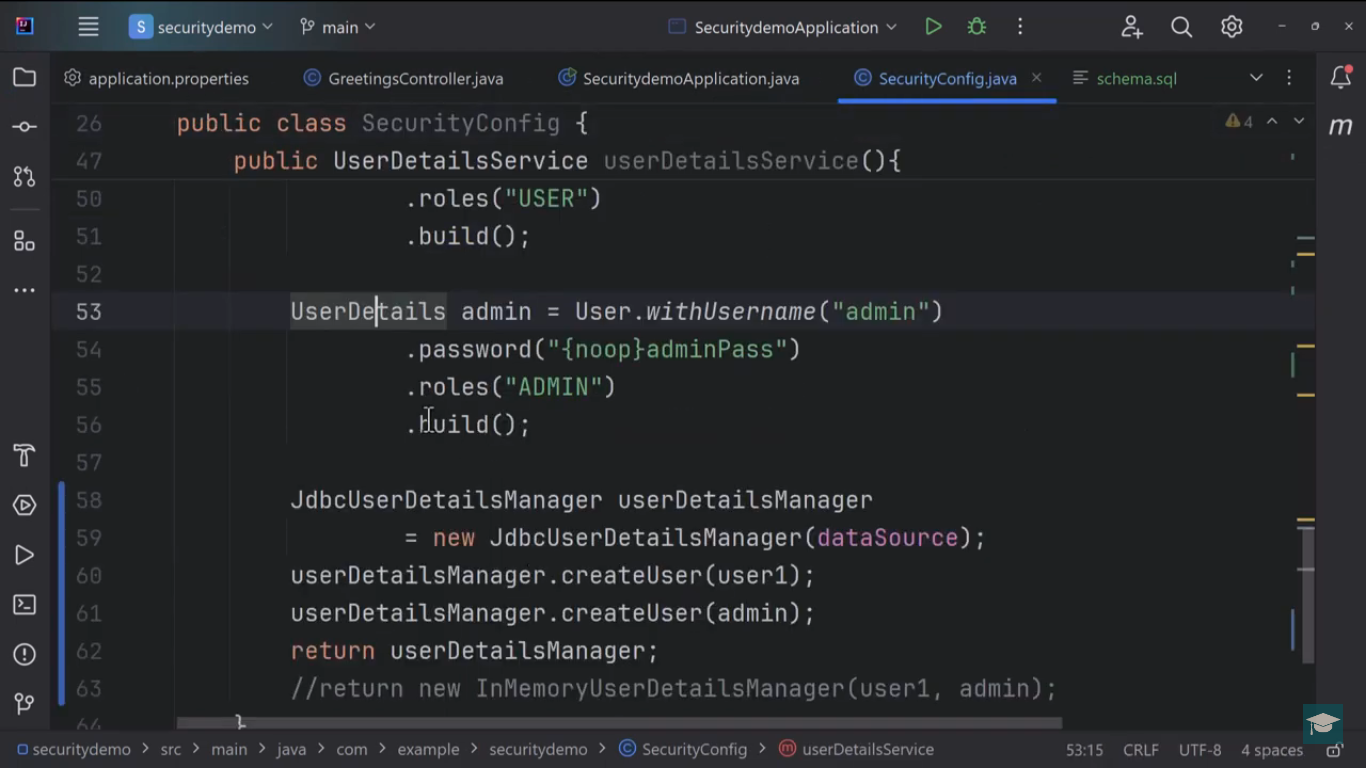 S securitydemo main SecuritydemoApplication
application.properties GreetingsController.java SecuritydemoApplication.java SecurityConfig.java schema.sql
26 public class SecurityConfig { 4
47 public UserDetailsService userDetailsService(){
50 .roles("USER")
51 .build();
52
53 UserDetails admin = User.withUsername("admin")
54 .password("{noop}adminPass")
55 .roles("ADMIN")
56 .build();
57
58 JdbcUserDetailsManager userDetailsManager
59 = new JdbcUserDetailsManager(dataSource);
60 userDetailsManager.createUser(user1);
61 userDetailsManager.createUser(admin);
62 return userDetailsManager;
63 //return new InMemoryUserDetailsManager(user1, admin);
64 }
securitydemo > src > main > java > com > example > securitydemo > SecurityConfig > userDetailsService 53:15 CRLF UTF-8 4 spaces